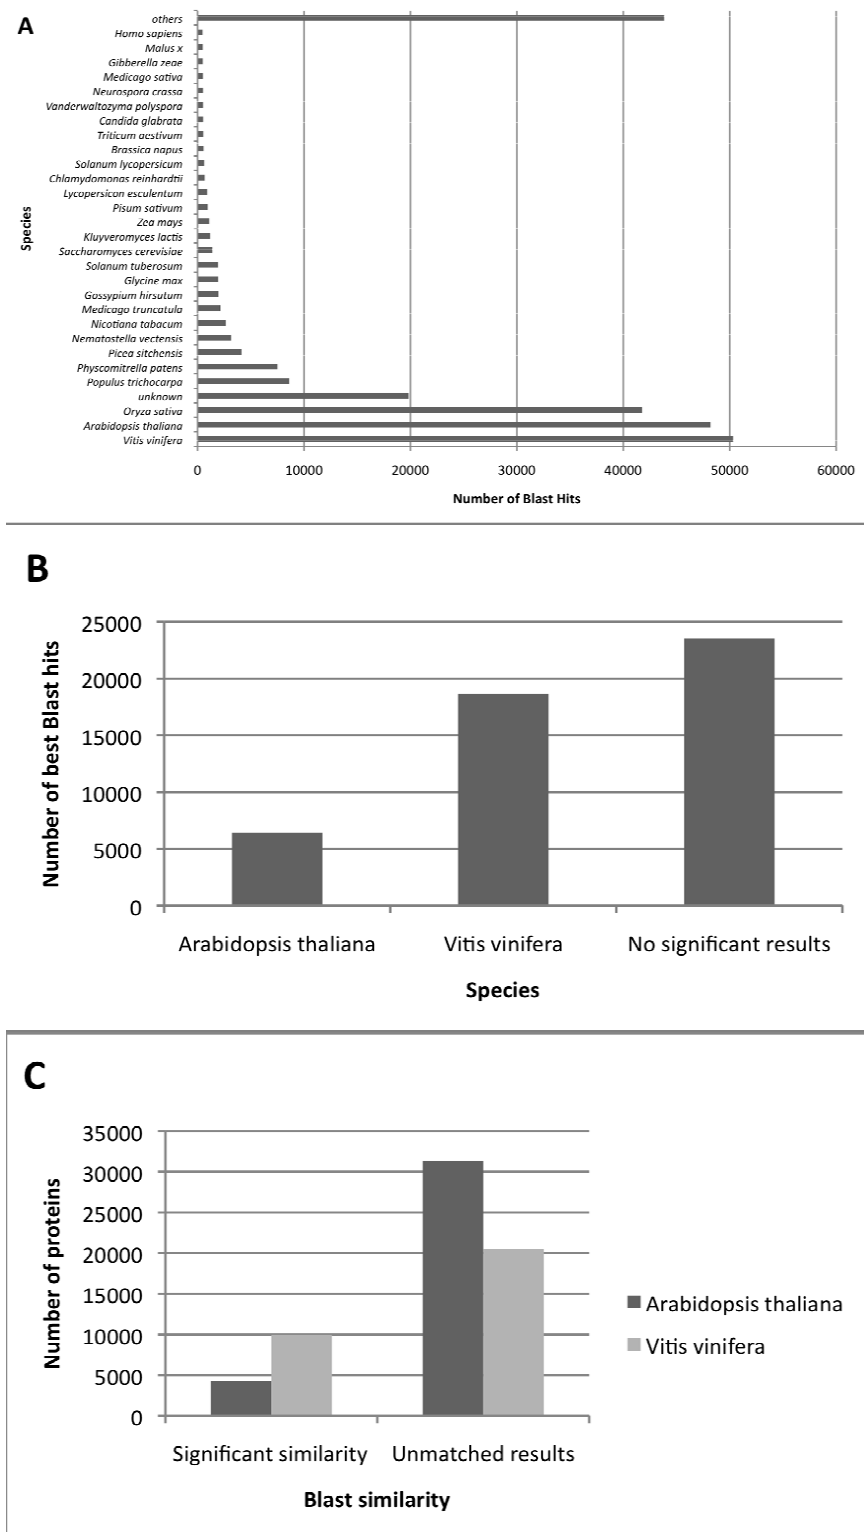 A
others
Homo sapiens
Malus x
Gibberella zeae
Medicago sativa
Neurospora crassa
Vanderwaltozyma polyspora
Candida glabrata
Triticum aestivum
Brassica napus
Solanum lycopersicum
Chlamydomonas reinhardtii
Lycopersicon esculentum
Pisum sativum
Zea mays
Kluyveromyces lactis
Saccharomyces cerevisiae
Solanum tuberosum
Glycine max
Gossypium hirsutum
Medicago truncatula
Nicotiana tabacum
Nematostella vectensis
Picea sitchensis
Physcomitrella patens
Populus trichocarpa
unknown
Oryza sativa
Arabidopsis thaliana
Vitis vinifera
Species
0 10000 20000 30000 40000 50000 60000
Number of Blast Hits
B
Number of best Blast hits
25000
20000
15000
10000
5000
0
Arabidopsis thaliana Vitis vinifera No significant results
Species
C
Number of proteins
35000
30000
25000
20000
15000
10000
5000
0
Significant similarity Unmatched results
Blast similarity
Arabidopsis thaliana
Vitis vinifera